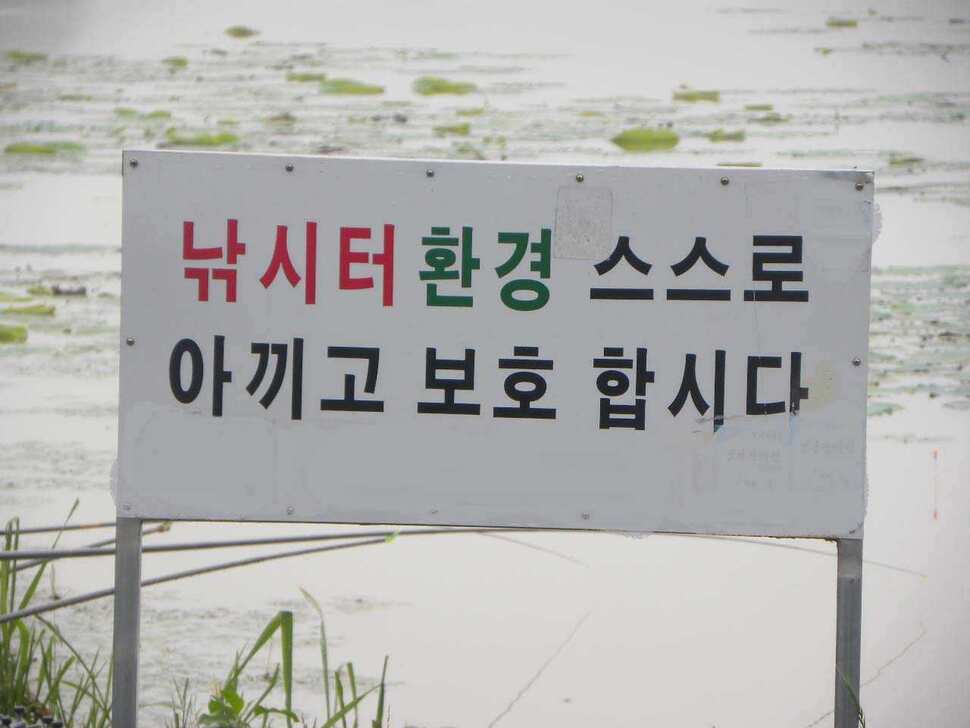 낚시터 환경 스스로
아끼고 보호 합시다